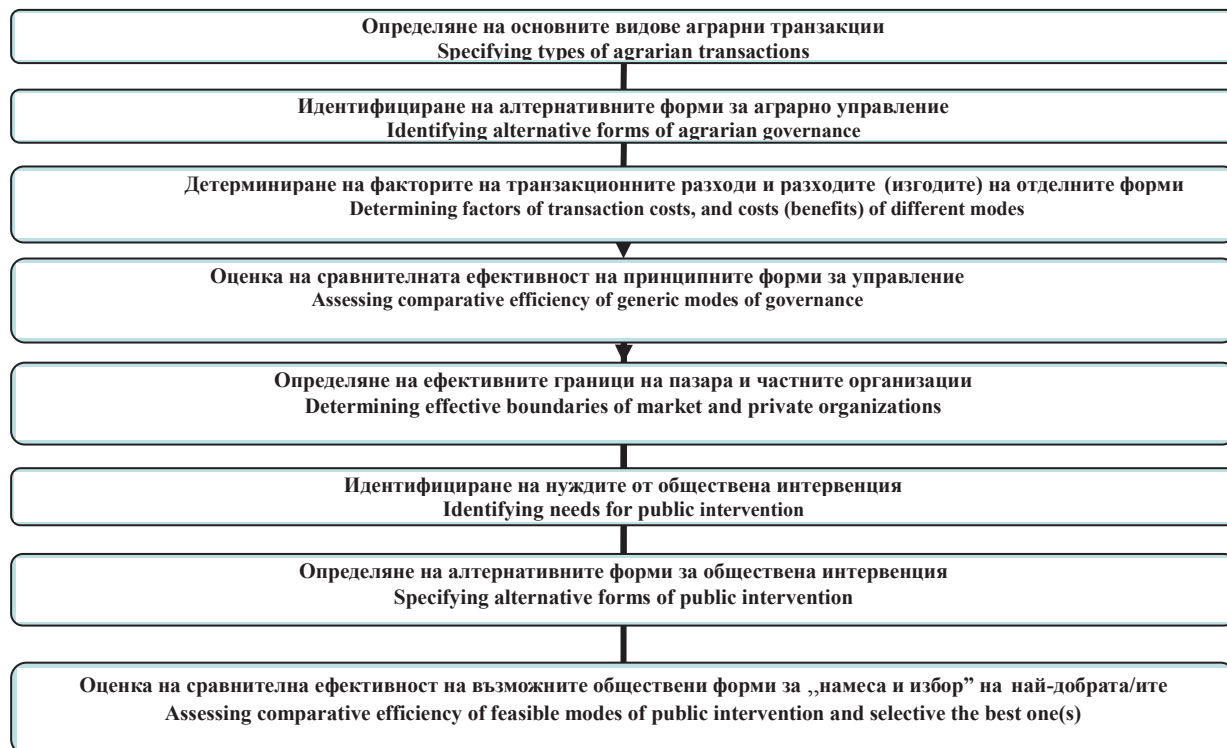 Определяне на основните видове аграрни транзакции
Specifying types of agrarian transactions
Идентифициране на алтернативните форми за аграрно управление
Identifying alternative forms of agrarian governance
Детерминиране на факторите на транзакционните разходи и разходите (изгодите) на отделните форми
Determining factors of transaction costs, and costs (benefits) of different modes
Оценка на сравнителната ефективност на принципните форми за управление
Assessing comparative efficiency of generic modes of governance
Определяне на ефективните граници на пазара и частните организации
Determining effective boundaries of market and private organizations
Идентифициране на нуждите от обществена интервенция
Identifying needs for public intervention
Определяне на алтернативните форми за обществена интервенция
Specifying alternative forms of public intervention
Оценка на сравнителна ефективност на възможните обществени форми за ,,намеса и избор” на най-добрата/ите
Assessing comparative efficiency of feasible modes of public intervention and selective the best one(s)